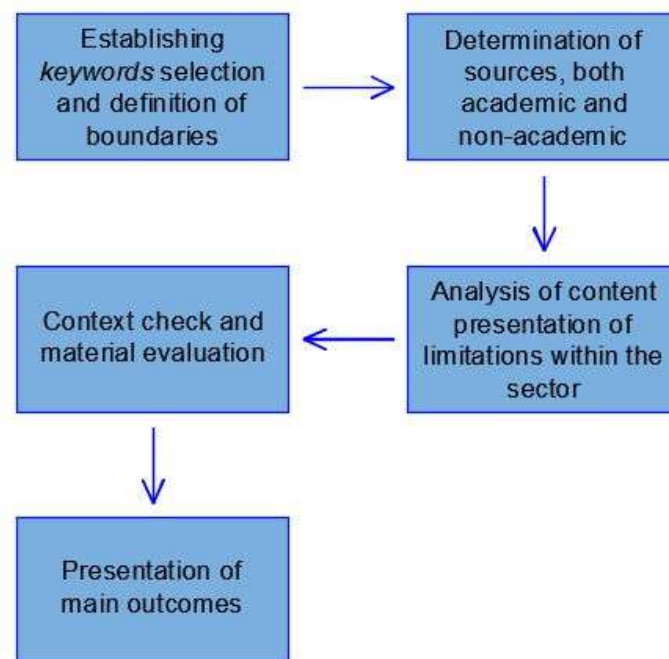 Establishing
keywords selection
and definition of
boundaries
Determination of
sources, both
academic and
non-academic
Analysis of content
presentation of
limitations within the
sector
Context check and
material evaluation
Presentation of
main outcomes